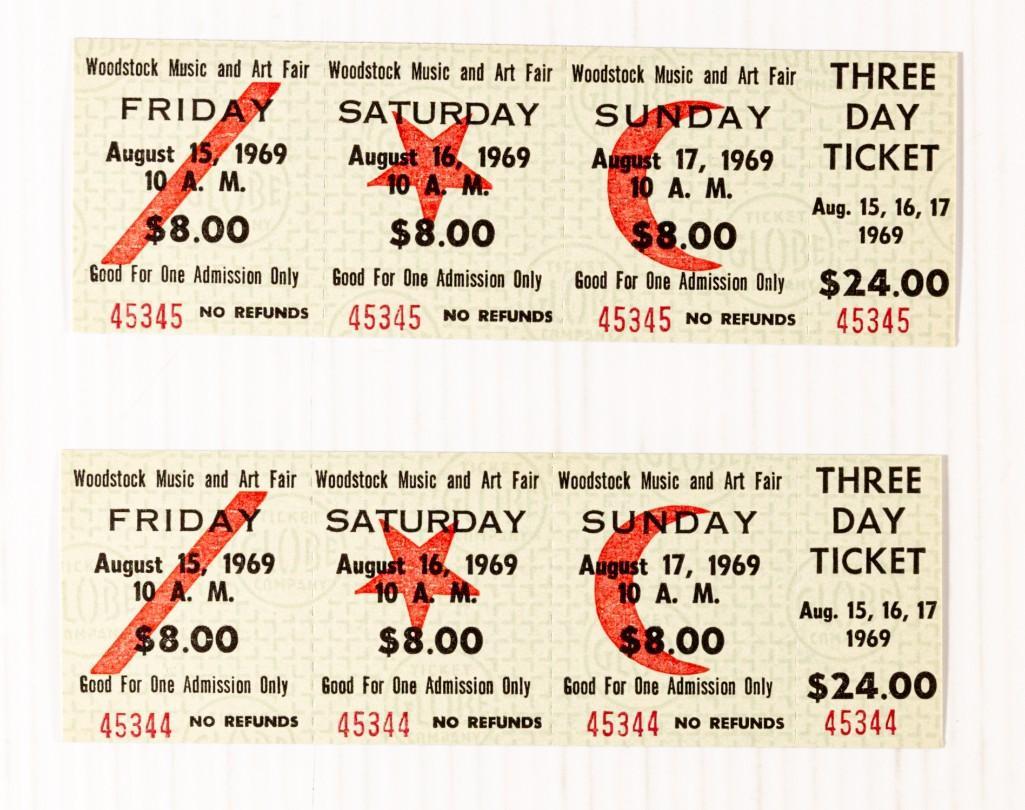 Woodstock Music and Art Fair
FRIDAY
August 15, 1969
10 A. M.
$8.00
Good For One Admission Only
45345 NO REFUNDS
Woodstock Music and Art Fair
SATURDAY
August 16, 1969
10 A. M.
$8.00
Good For One Admission Only
45345 NO REFUNDS
Woodstock Music and Art Fair
SUNDAY
August 17, 1969
10 A. M.
$8.00
Good For One Admission Only
45345 NO REFUNDS
THREE
DAY
TICKET
Aug. 15, 16, 17
1969
$24.00
45345
Woodstock Music and Art Fair
FRIDAY
August 15, 1969
10 A. M.
$8.00
Good For One Admission Only
45344 NO REFUNDS
Woodstock Music and Art Fair
SATURDAY
August 16, 1969
10 A. M.
$8.00
Good For One Admission Only
45344 NO REFUNDS
Woodstock Music and Art Fair
SUNDAY
August 17, 1969
10 A. M.
$8.00
Good For One Admission Only
45344 NO REFUNDS
THREE
DAY
TICKET
Aug. 15, 16, 17
1969
$24.00
45344